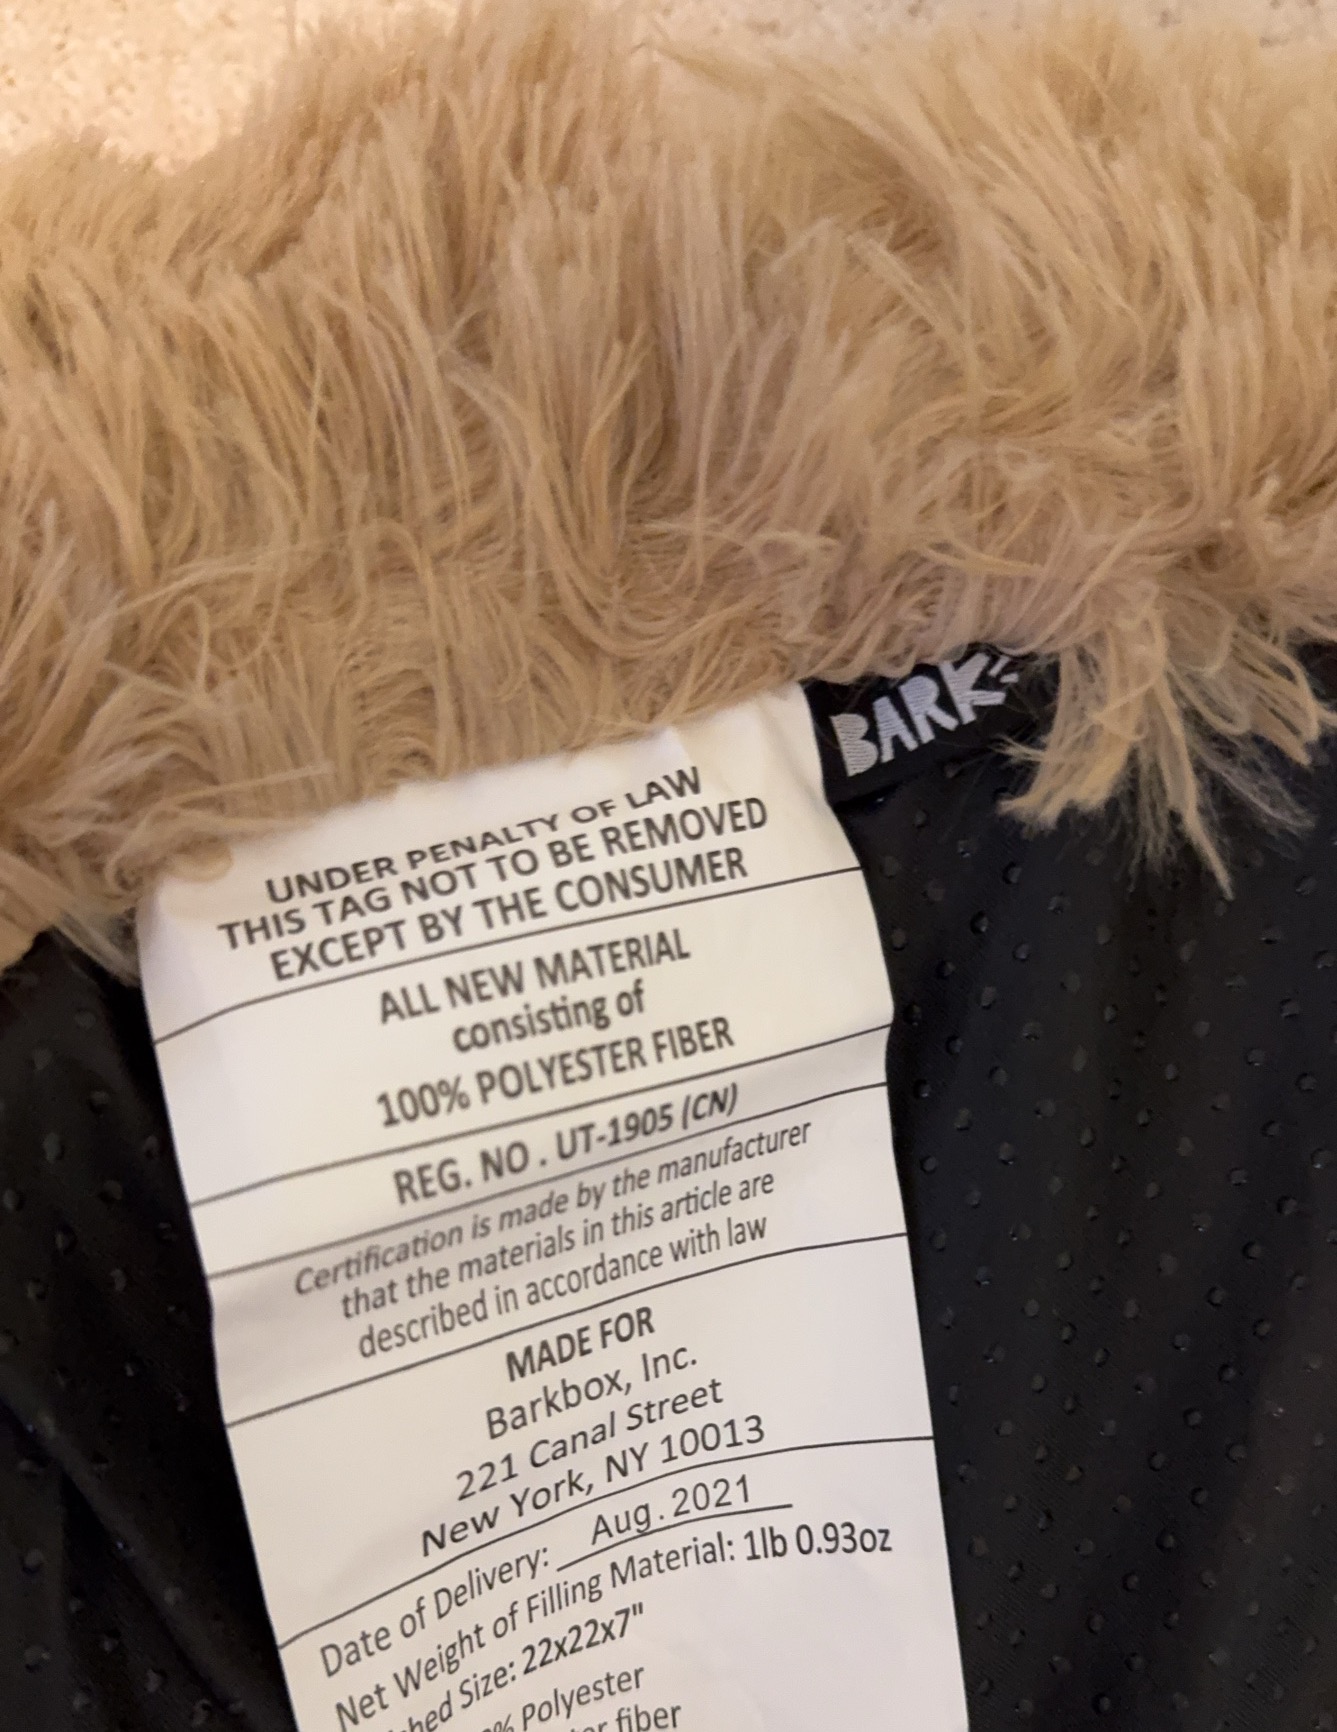 BARK
UNDER PENALTY OF LAW
THIS TAG NOT TO BE REMOVED
EXCEPT BY THE CONSUMER
ALL NEW MATERIAL
consisting of
100% POLYESTER FIBER
REG. NO . UT-1905 (CN)
Certification is made by the manufacturer
that the materials in this article are
described in accordance with law
MADE FOR
Barkbox, Inc.
221 Canal Street
New York, NY 10013
Date of Delivery: Aug. 2021
Net Weight of Filling Material: 1lb 0.93oz
Size: 22x22x7"
% Polyester
fiber